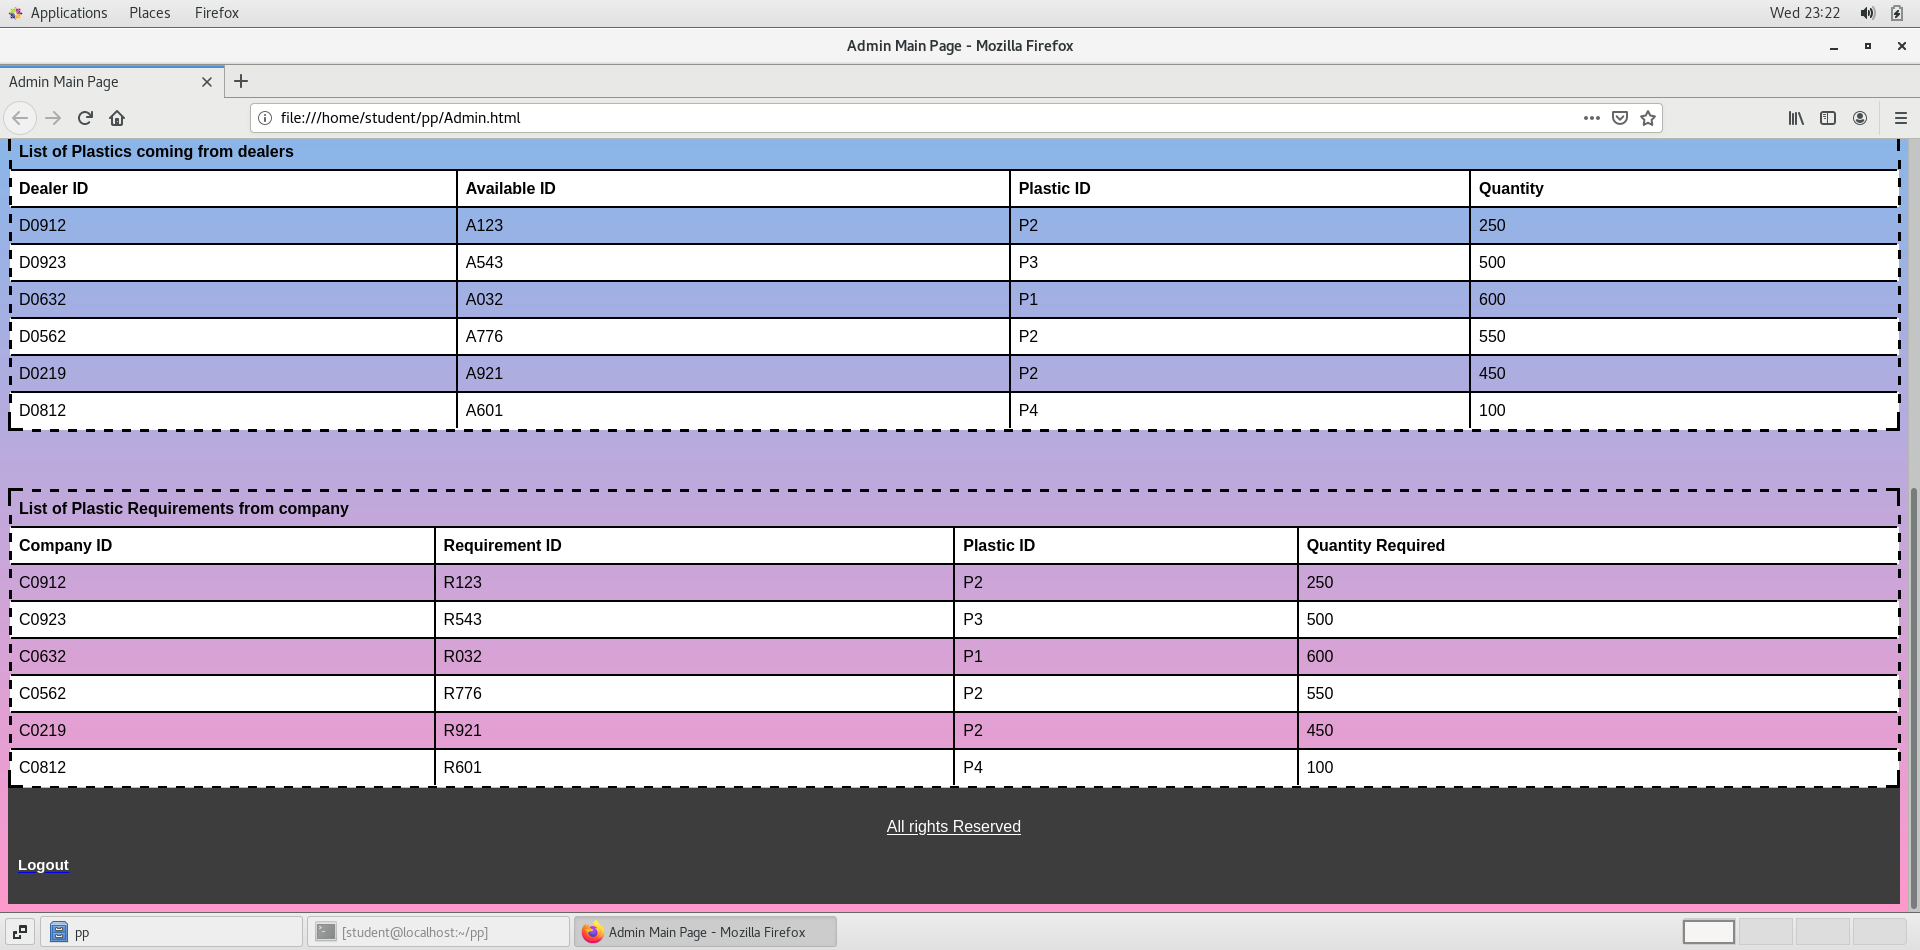 Applications Places Firefox Wed 23:22
Admin Main Page - Mozilla Firefox
Admin Main Page
file:///home/student/pp/Admin.html
List of Plastics coming from dealers
Dealer ID Available ID Plastic ID Quantity
D0912 A123 P2 250
D0923 A543 P3 500
D0632 A032 P1 600
D0562 A776 P2 550
D0219 A921 P2 450
D0812 A601 P4 100
List of Plastic Requirements from company
Company ID Requirement ID Plastic ID Quantity Required
C0912 R123 P2 250
C0923 R543 P3 500
C0632 R032 P1 600
C0562 R776 P2 550
C0219 R921 P2 450
C0812 R601 P4 100
All rights Reserved
Logout
pp [student@localhost:~/pp] Admin Main Page - Mozilla Firefox